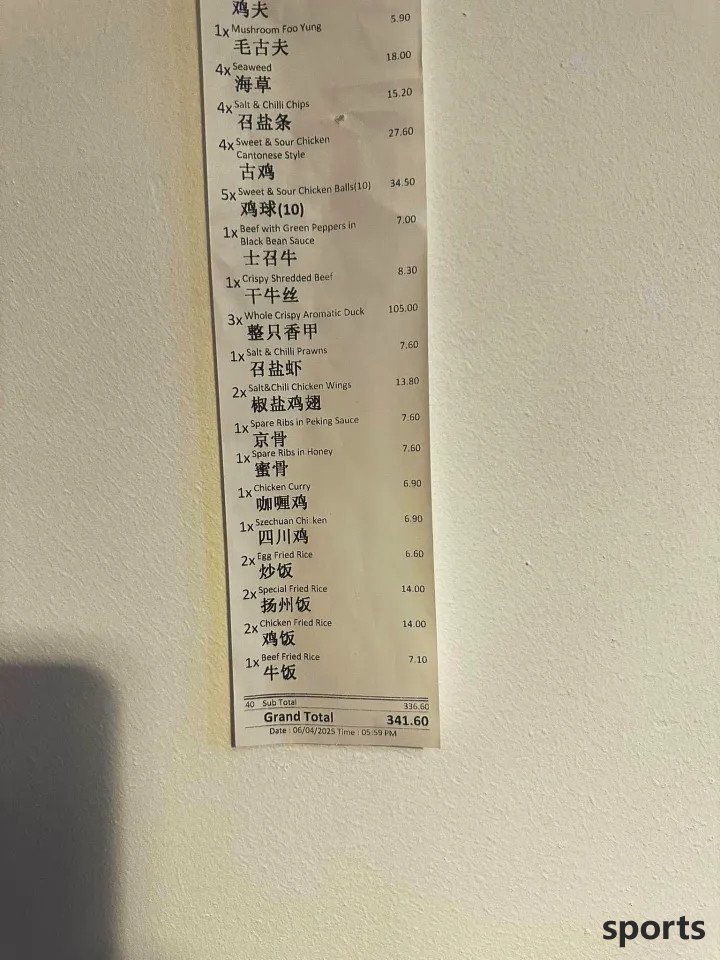 鸡夫
5.90
1x Mushroom Foo Yung
毛古夫
18.00
4x Seaweed
海草
15.20
4x Salt & Chilli Chips
召盐条
27.60
4x Sweet & Sour Chicken
Cantonese Style
古鸡
5x Sweet & Sour Chicken Balls(10) 34.50
鸡球(10)
1x Beef with Green Peppers in 7.00
Black Bean Sauce
士召牛
1x Crispy Shredded Beef 8.30
干牛丝
3x Whole Crispy Aromatic Duck 105.00
整只香甲
1x Salt & Chilli Prawns 7.60
召盐虾
2x Salt&Chili Chicken Wings 13.80
椒盐鸡翅
1x Spare Ribs in Peking Sauce 7.60
京骨
1x Spare Ribs in Honey 7.60
蜜骨
1x Chicken Curry 6.90
咖喱鸡
1x Szechuan Chicken 6.90
四川鸡
2x Egg Fried Rice 6.60
炒饭
2x Special Fried Rice 14.00
扬州饭
2x Chicken Fried Rice 14.00
鸡饭
1x Beef Fried Rice 7.10
牛饭
40 Sub Total 336.60
Grand Total 341.60
Date : 06/04/2025 Time : 05:59 PM
sports